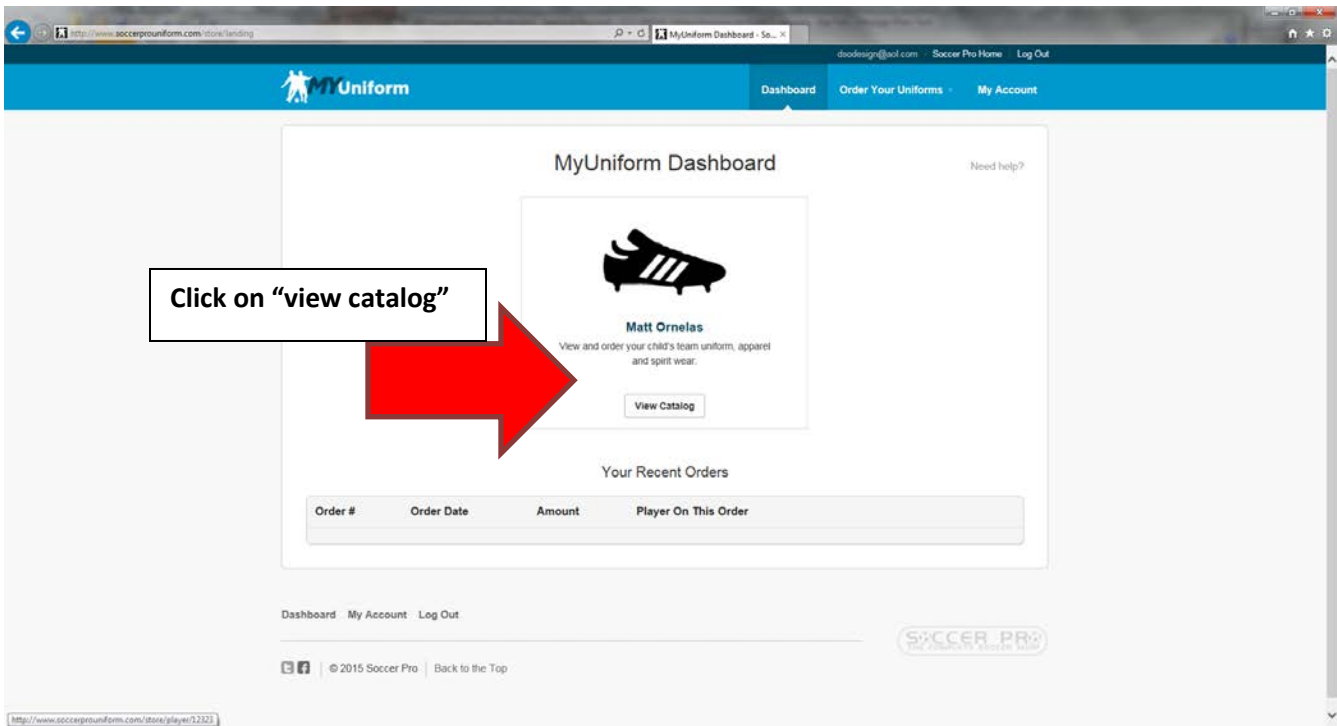 http://www.soccerprouniform.com/store/landing
MyUniform Dashboard - So...
dsodesign@aol.com Soccer Pro Home Log Out
MYUniform
Dashboard Order Your Uniforms My Account
MyUniform Dashboard
Need help?
Click on “view catalog”
Matt Ornelas
View and order your child's team uniform, apparel
and spirit wear.
View Catalog
Your Recent Orders
Order # Order Date Amount Player On This Order
Dashboard My Account Log Out
SOCCER PRO
THE COMPLETE SOCCER SHOP
© 2015 Soccer Pro | Back to the Top
http://www.soccerprouniform.com/store/player/12323